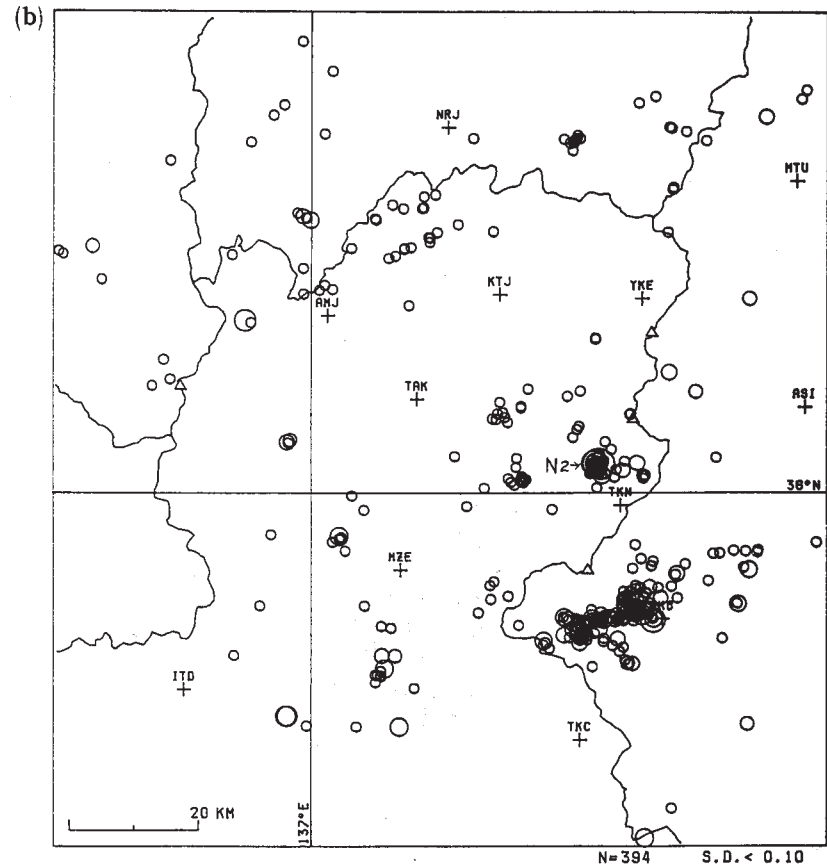 (b)
NRJ
MTU
KTJ
YKE
AMJ
TAK
ASI
N2→
36°N
TKN
MZE
ITD
TKC
20 KM
137°E
N=394 S.D.< 0.10